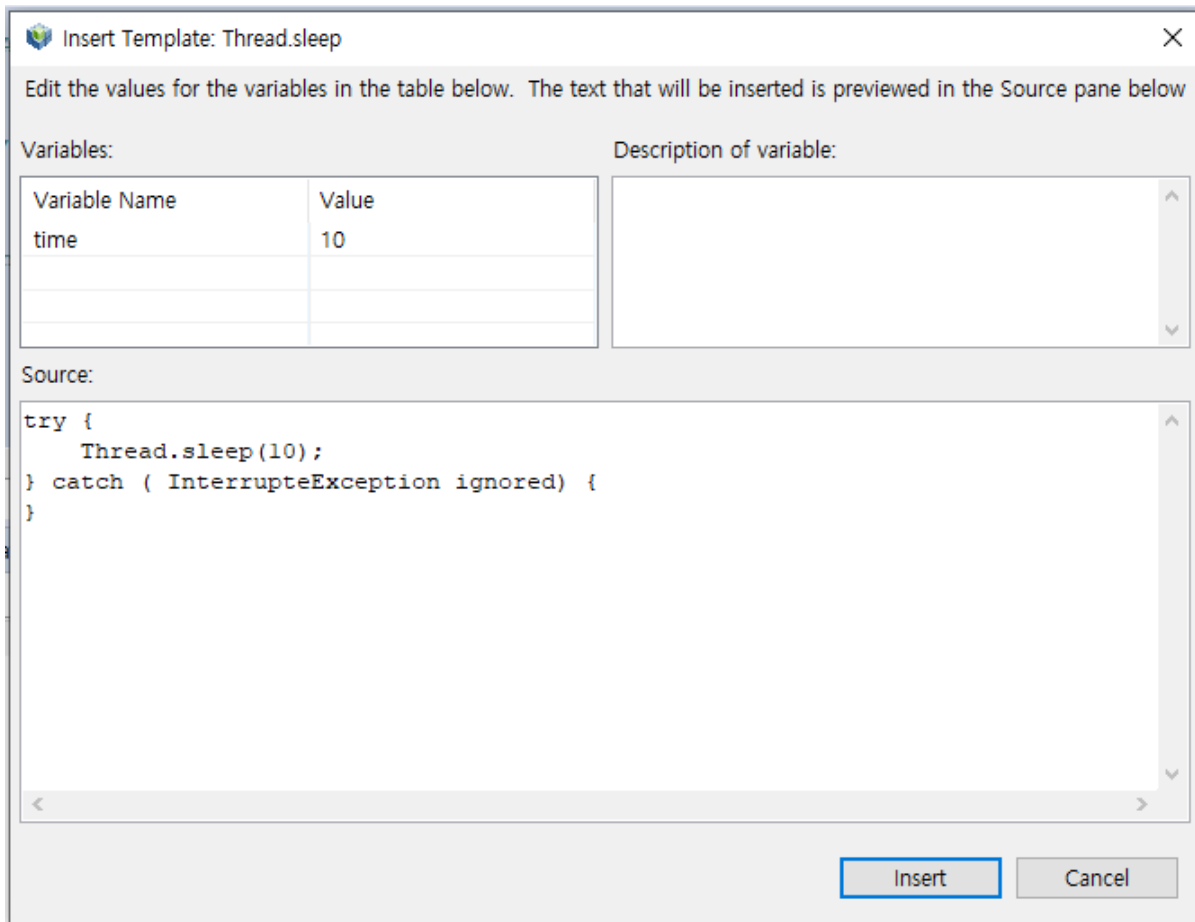 Insert Template: Thread.sleep
Edit the values for the variables in the table below. The text that will be inserted is previewed in the Source pane below
Variables:
Description of variable:
Variable Name Value
time 10
Source:
try {
    Thread.sleep(10);
} catch ( InterrupteException ignored) {
}
Insert Cancel